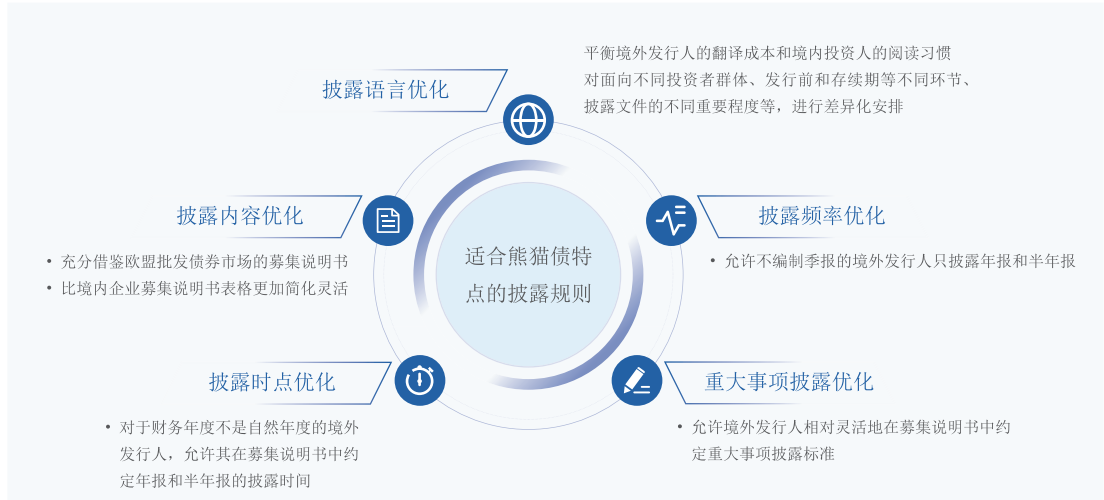 披露语言优化
平衡境外发行人的翻译成本和境内投资人的阅读习惯
对面向不同投资者群体、发行前和存续期等不同环节、
披露文件的不同重要程度等，进行差异化安排
披露内容优化
• 充分借鉴欧盟批发债券市场的募集说明书
• 比境内企业募集说明书表格更加简化灵活
披露频率优化
• 允许不编制季报的境外发行人只披露年报和半年报
适合熊猫债特
点的披露规则
披露时点优化
• 对于财务年度不是自然年度的境外
发行人，允许其在募集说明书中约
定年报和半年报的披露时间
重大事项披露优化
• 允许境外发行人相对灵活地在募集说明书中约
定重大事项披露标准